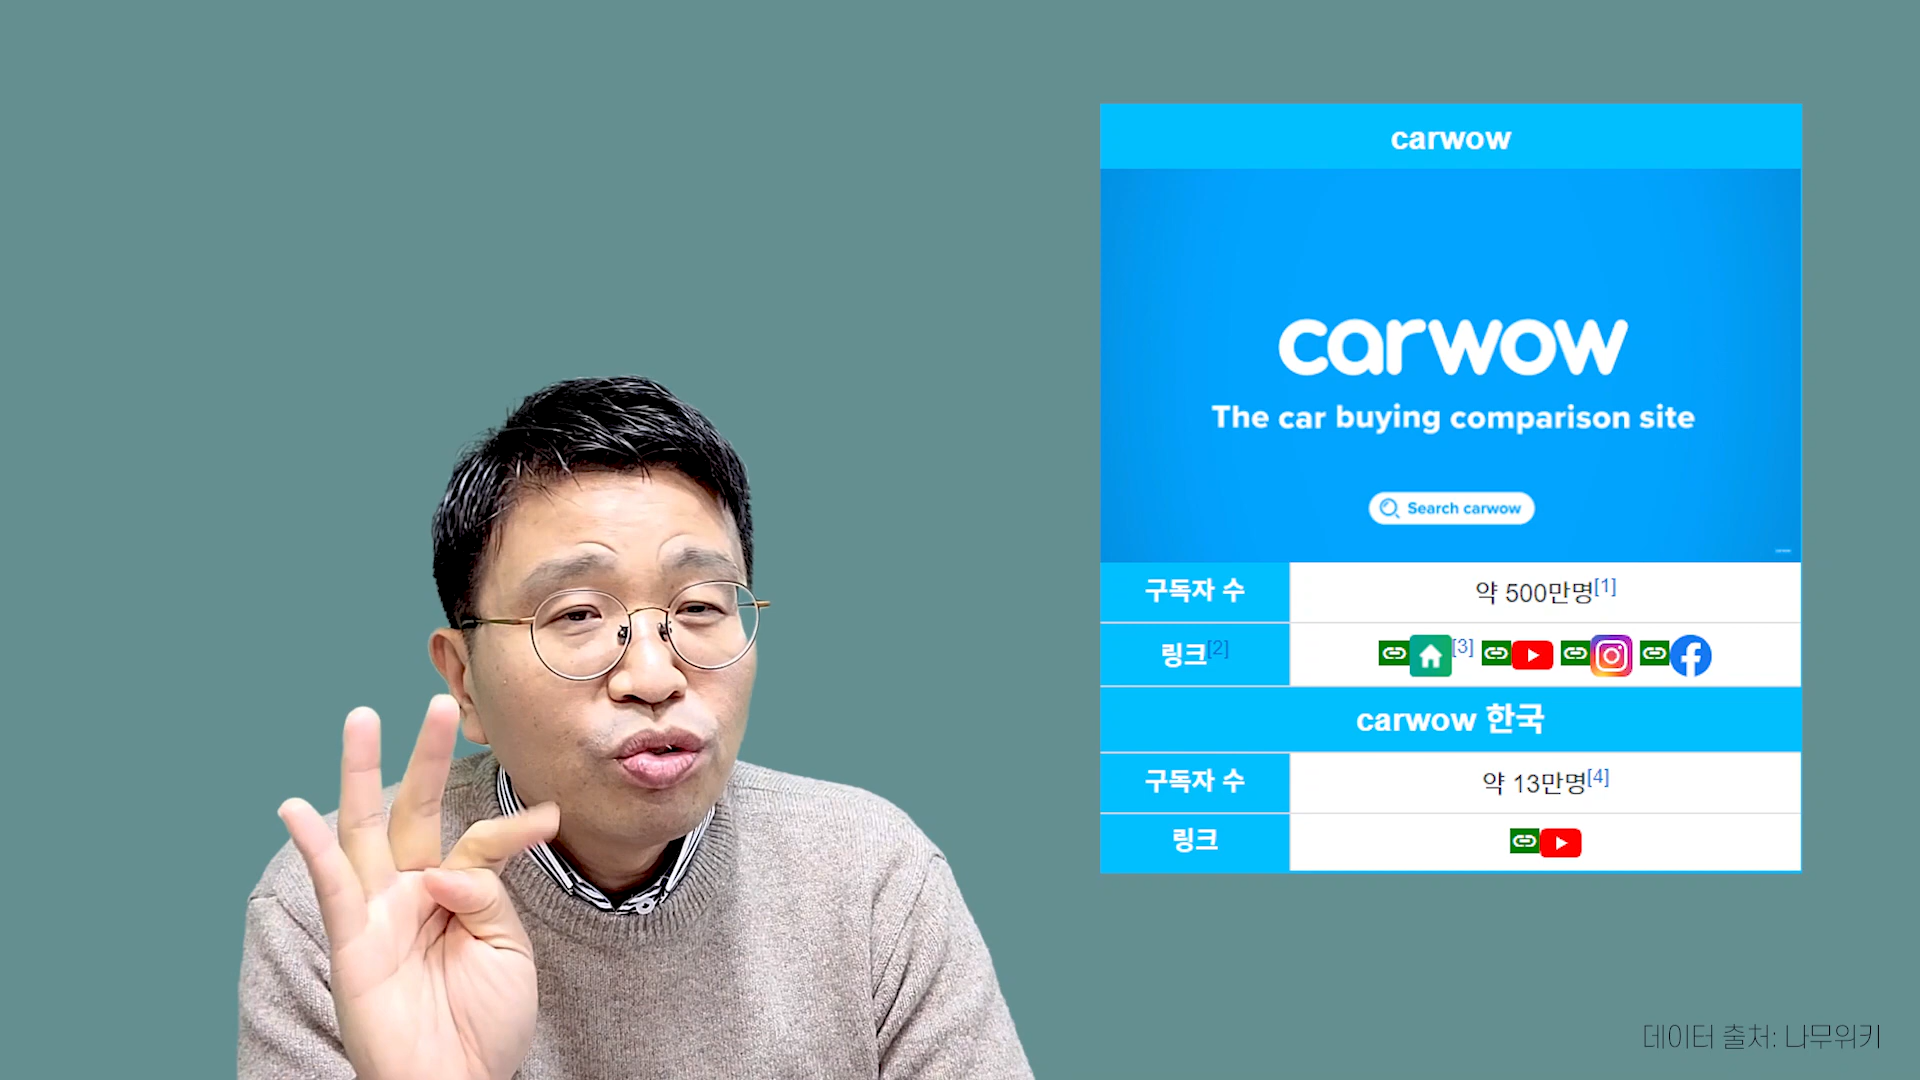 carwow
carwow
The car buying comparison site
Search carwow
구독자 수
약 500만명[1]
링크[2]
[3]
carwow 한국
구독자 수
약 13만명[4]
링크
데이터 출처: 나무위키